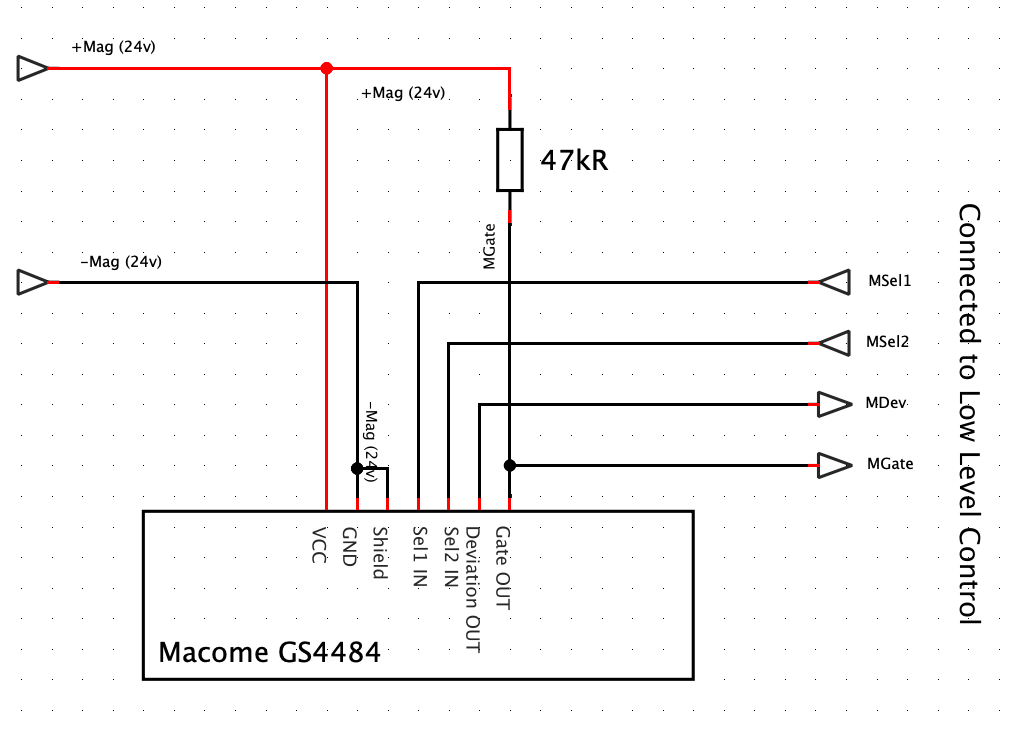 +Mag (24v)
+Mag (24v)
47kR
MGate
-Mag (24v)
MSel1
MSel2
-Mag (24v)
MDev
MGate
Connected to Low Level Control
VCC
GND
Shield
Sel1 IN
Sel2 IN
Deviation OUT
Gate OUT
Macome GS4484